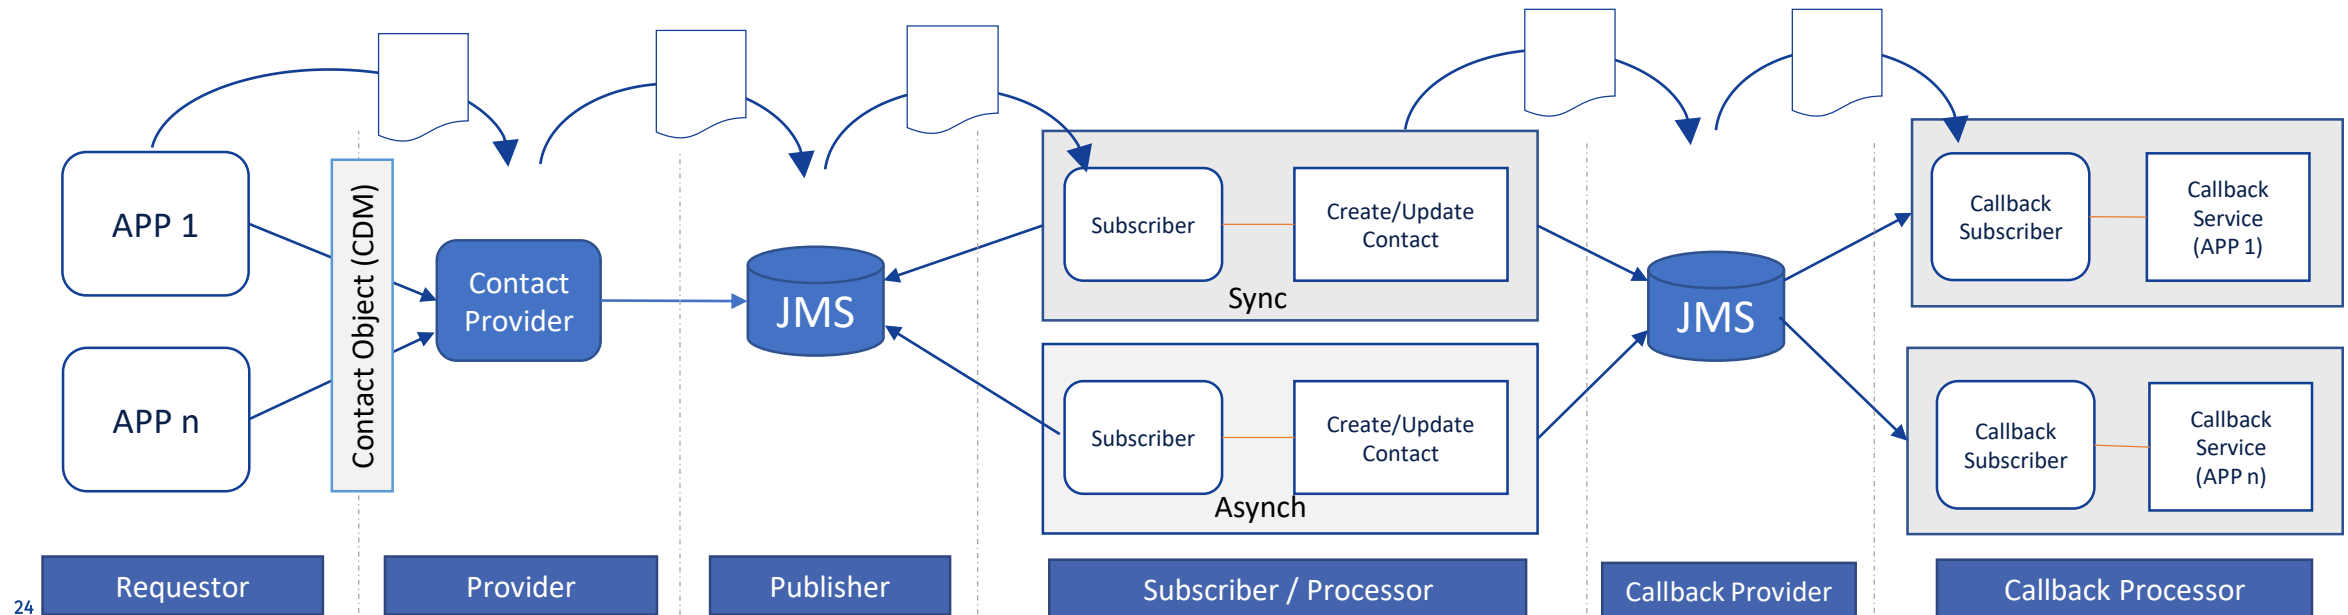 APP 1
APP n
Contact Object (CDM)
Contact
Provider
JMS
Subscriber
Create/Update
Contact
Sync
Subscriber
Create/Update
Contact
Asynch
JMS
Callback
Subscriber
Callback
Service
(APP 1)
Callback
Subscriber
Callback
Service
(APP n)
Requestor
Provider
Publisher
Subscriber / Processor
Callback Provider
Callback Processor
24